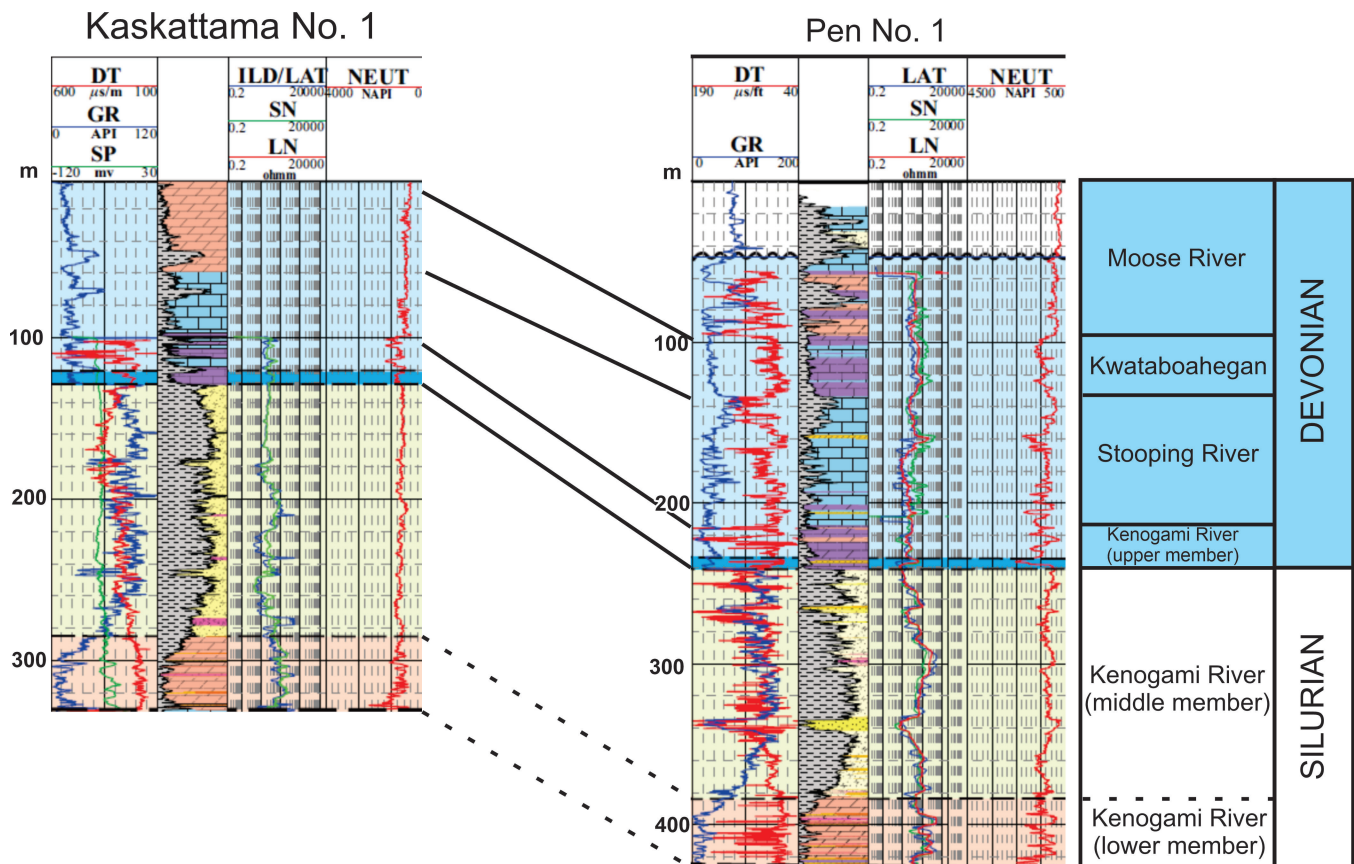 Kaskattama No. 1
Pen No. 1
DT
600 µs/m 100
GR
0 API 120
SP
-120 mv 30
ILD/LAT
0.2 20000
SN
0.2 20000
LN
0.2 20000
ohmm
NEUT
4000 NAPI 0
m
100
200
300
DT
190 µs/ft 40
GR
0 API 200
LAT
0.2 20000
SN
0.2 20000
LN
0.2 20000
ohmm
NEUT
4500 NAPI 500
m
100
200
300
400
Moose River
Kwataboahegan
Stooping River
Kenogami River
(upper member)
Kenogami River
(middle member)
Kenogami River
(lower member)
DEVONIAN
SILURIAN